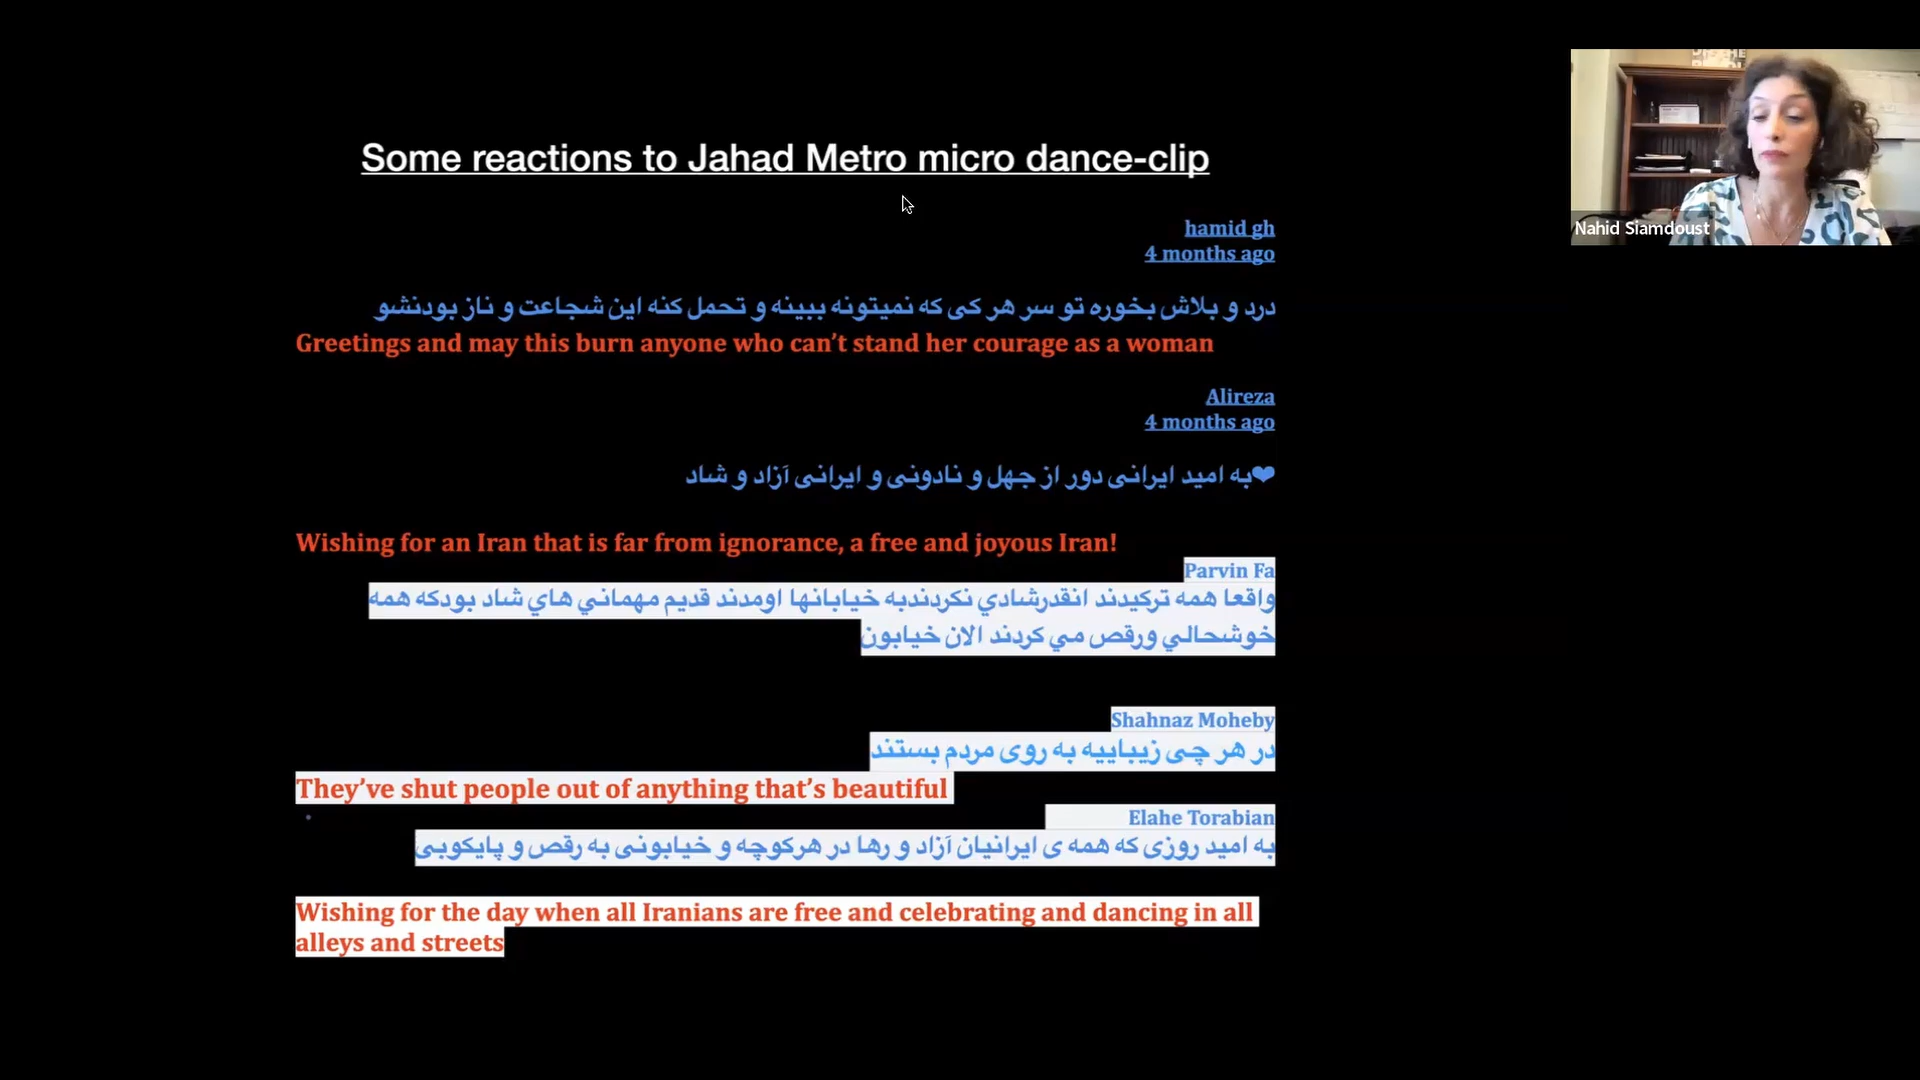 Some reactions to Jahad Metro micro dance-clip
Nahid Siamdoust
hamid gh
4 months ago
درد و بلاش بخوره تو سر هر کی که نمیتونه ببینه و تحمل کنه این شجاعت و ناز بودنشو
Greetings and may this burn anyone who can’t stand her courage as a woman
Alireza
4 months ago
❤به امید ایرانی دور از جهل و نادونی و ایرانی آزاد و شاد
Wishing for an Iran that is far from ignorance, a free and joyous Iran!
Parvin Fa
واقعا همه ترکیدند انقدرشادي نکردندبه خیابانها اومدند قدیم مهماني هاي شاد بودکه همه
خوشحالي ورقص مي کردند الان خیابون
Shahnaz Moheby
در هر چی زیباییه به روی مردم بستند
They’ve shut people out of anything that’s beautiful
Elahe Torabian
به امید روزی که همه ی ایرانیان آزاد و رها در هرکوچه و خیابونی به رقص و پایکوبی
Wishing for the day when all Iranians are free and celebrating and dancing in all
alleys and streets